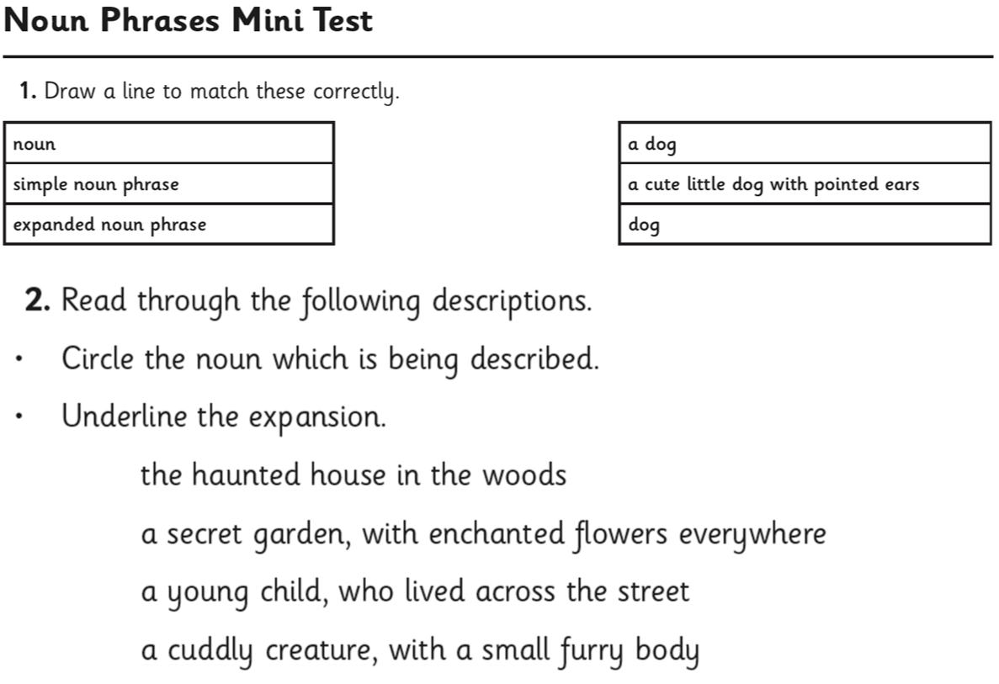 Noun Phrases Mini Test
1. Draw a line to match these correctly.
noun
a dog
simple noun phrase
a cute little dog with pointed ears
expanded noun phrase
dog
2. Read through the following descriptions.
• Circle the noun which is being described.
• Underline the expansion.
the haunted house in the woods
a secret garden, with enchanted flowers everywhere
a young child, who lived across the street
a cuddly creature, with a small furry body